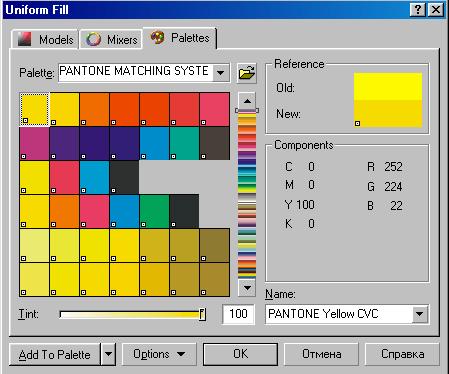 Uniform Fill
Models Mixers Palettes
Palette: PANTONE MATCHING SYSTE
Reference
Old:
New:
Components
C 0 R 252
M 0 G 224
Y 100 B 22
K 0
Name:
Tint: 100 PANTONE Yellow CVC
Add To Palette Options OK Отмена Справка